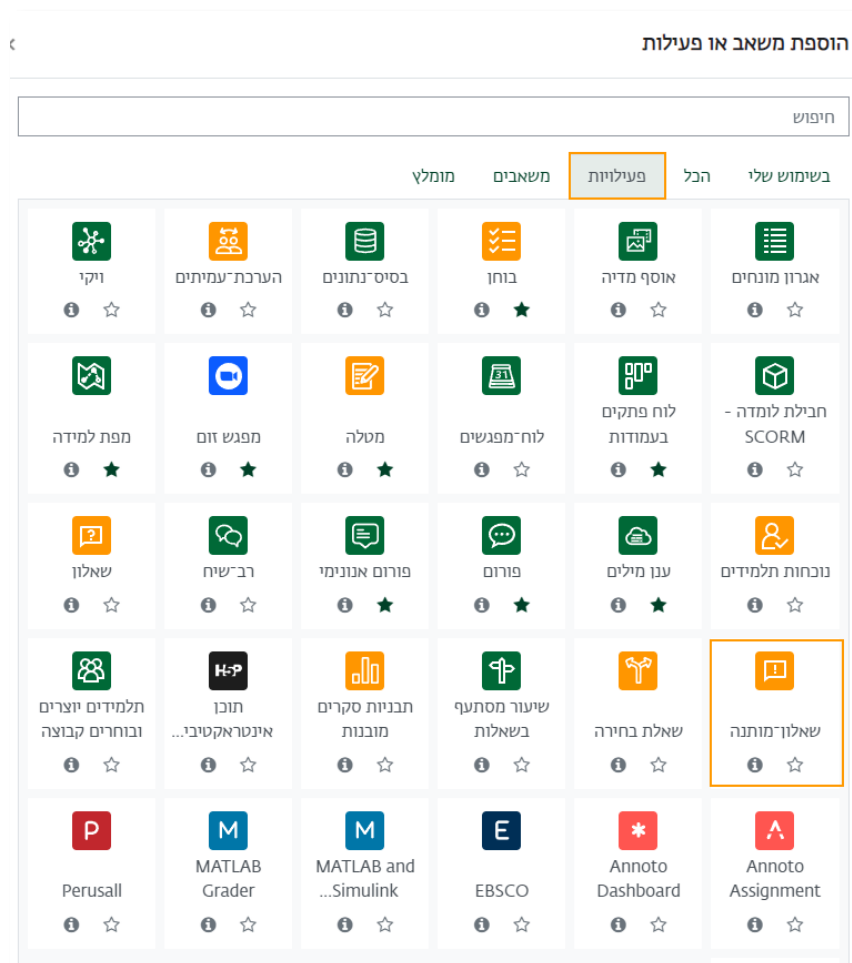 הוספת משאב או פעילות
חיפוש
בשימוש שלי הכל פעילויות משאבים מומלץ
אגרון מונחים אוסף מדיה בוחן בסיס־נתונים הערכת־עמיתים ויקי
חבילת לומדה - לוח פתקים
SCORM בעמודות לוח־מפגשים מטלה מפגש זום מפת למידה
נוכחות תלמידים ענן מילים פורום פורום אנונימי רב־שיח שאלון
שיעור מסתעף תבניות סקרים תוכן תלמידים יוצרים
שאלון־מותנה שאלת בחירה בשאלות מובנות אינטראקטיבי... ובוחרים קבוצה
Annoto Annoto MATLAB and MATLAB
Assignment Dashboard EBSCO Simulink... Grader Perusall